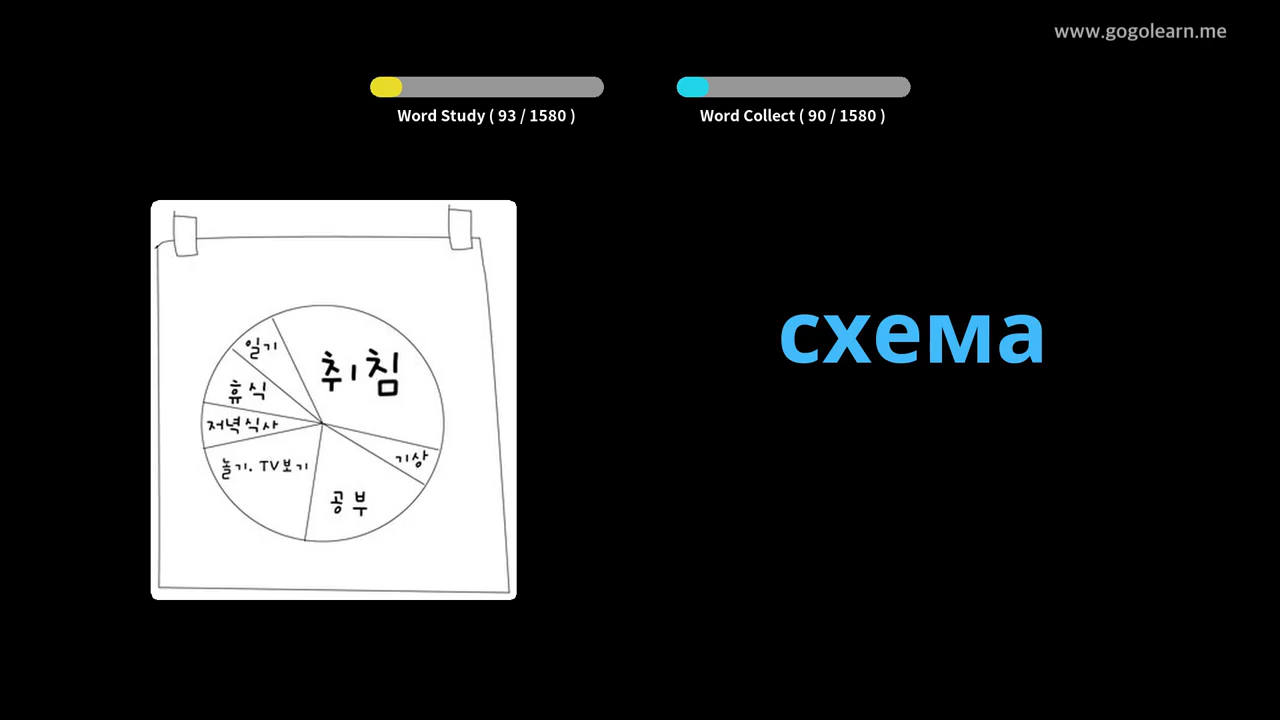 www.gogolearn.me
Word Study ( 93 / 1580 )
Word Collect ( 90 / 1580 )
일기
취침
휴식
저녁식사
놀기. TV보기
기상
공부
схема